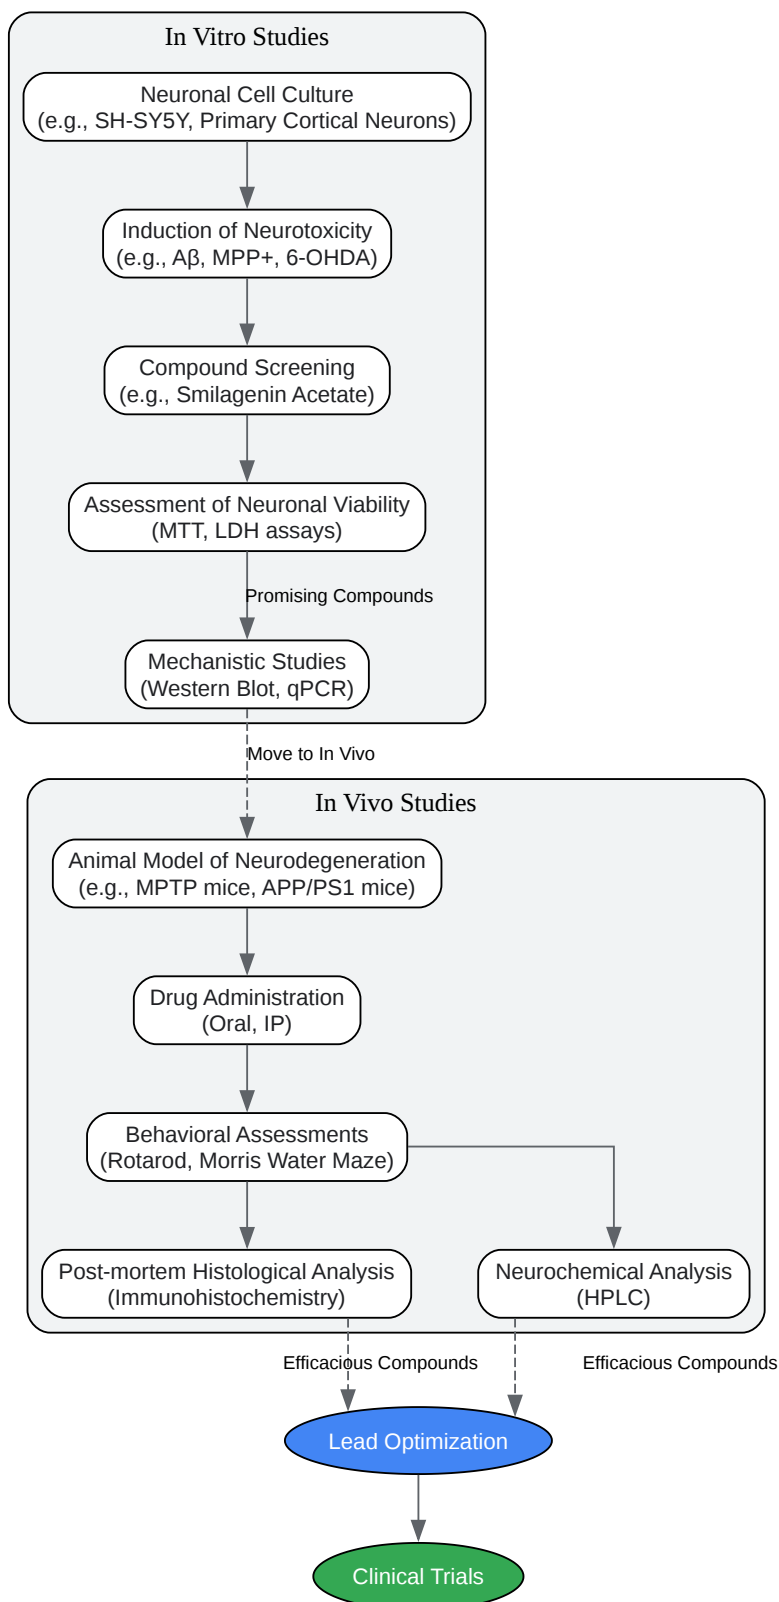 In Vitro Studies
Neuronal Cell Culture
(e.g., SH-SY5Y, Primary Cortical Neurons)
Induction of Neurotoxicity
(e.g., Aβ, MPP+, 6-OHDA)
Compound Screening
(e.g., Smilagenin Acetate)
Assessment of Neuronal Viability
(MTT, LDH assays)
Promising Compounds
Mechanistic Studies
(Western Blot, qPCR)
Move to In Vivo
In Vivo Studies
Animal Model of Neurodegeneration
(e.g., MPTP mice, APP/PS1 mice)
Drug Administration
(Oral, IP)
Behavioral Assessments
(Rotarod, Morris Water Maze)
Post-mortem Histological Analysis
(Immunohistochemistry)
Neurochemical Analysis
(HPLC)
Efficacious Compounds
Efficacious Compounds
Lead Optimization
Clinical Trials